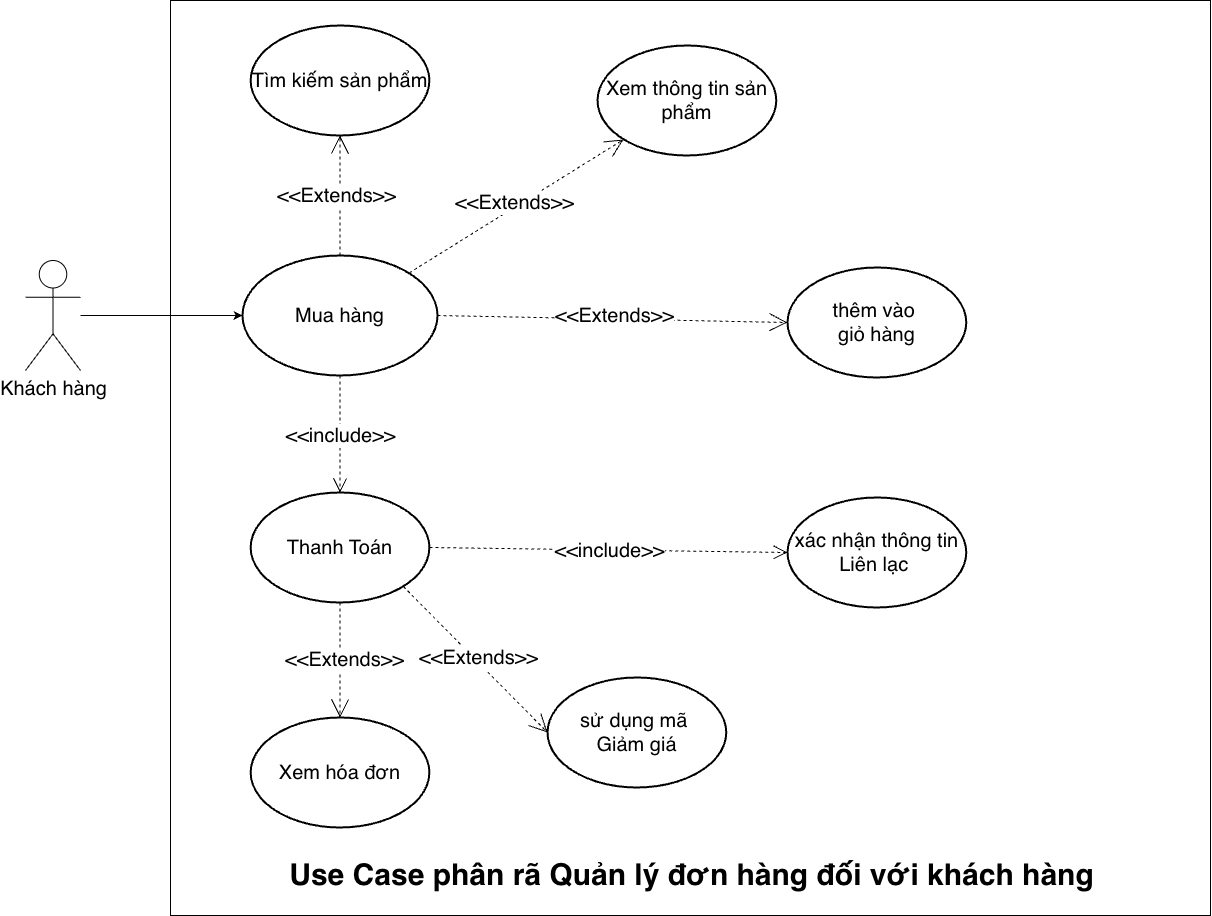 Tìm kiếm sản phẩm
Xem thông tin sản
phẩm
<<Extends>>
<<Extends>>
Khách hàng
Mua hàng
<<Extends>>
thêm vào
giỏ hàng
<<include>>
Thanh Toán
<<include>>
xác nhận thông tin
Liên lạc
<<Extends>>
<<Extends>>
Xem hóa đơn
sử dụng mã
Giảm giá
Use Case phân rã Quản lý đơn hàng đối với khách hàng